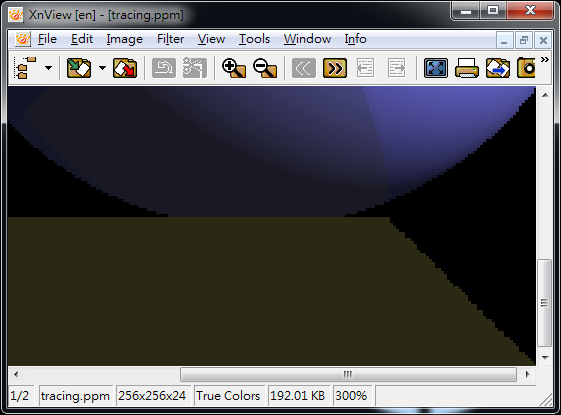 XnView [en] - [tracing.ppm]
File Edit Image Filter View Tools Window Info
1/2 tracing.ppm 256x256x24 True Colors 192.01 KB 300%